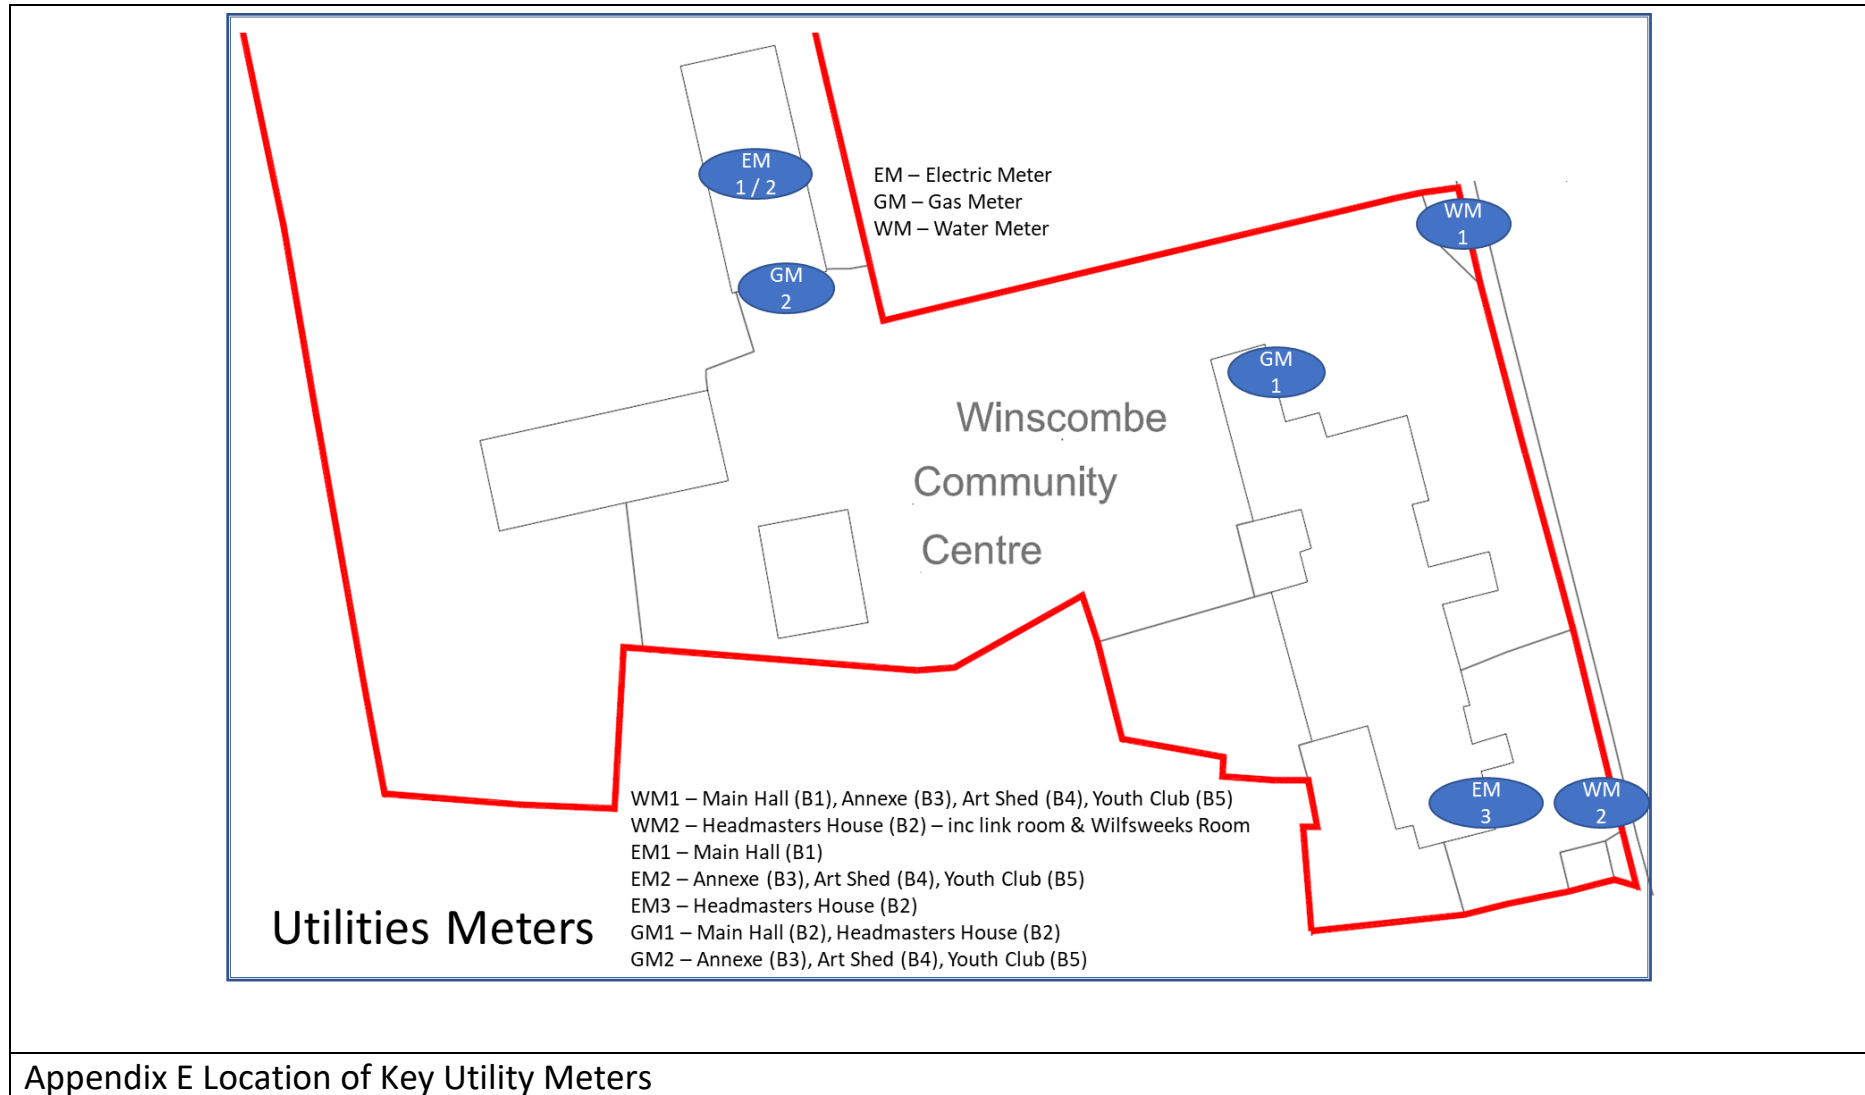 EM
1 / 2
EM – Electric Meter
GM – Gas Meter
WM – Water Meter
WM
1
GM
2
GM
1
Winscombe
Community
Centre
EM
3
WM
2
WM1 – Main Hall (B1), Annexe (B3), Art Shed (B4), Youth Club (B5)
WM2 – Headmasters House (B2) – inc link room & Wilfsweeks Room
EM1 – Main Hall (B1)
EM2 – Annexe (B3), Art Shed (B4), Youth Club (B5)
EM3 – Headmasters House (B2)
GM1 – Main Hall (B2), Headmasters House (B2)
GM2 – Annexe (B3), Art Shed (B4), Youth Club (B5)
Utilities Meters
Appendix E Location of Key Utility Meters